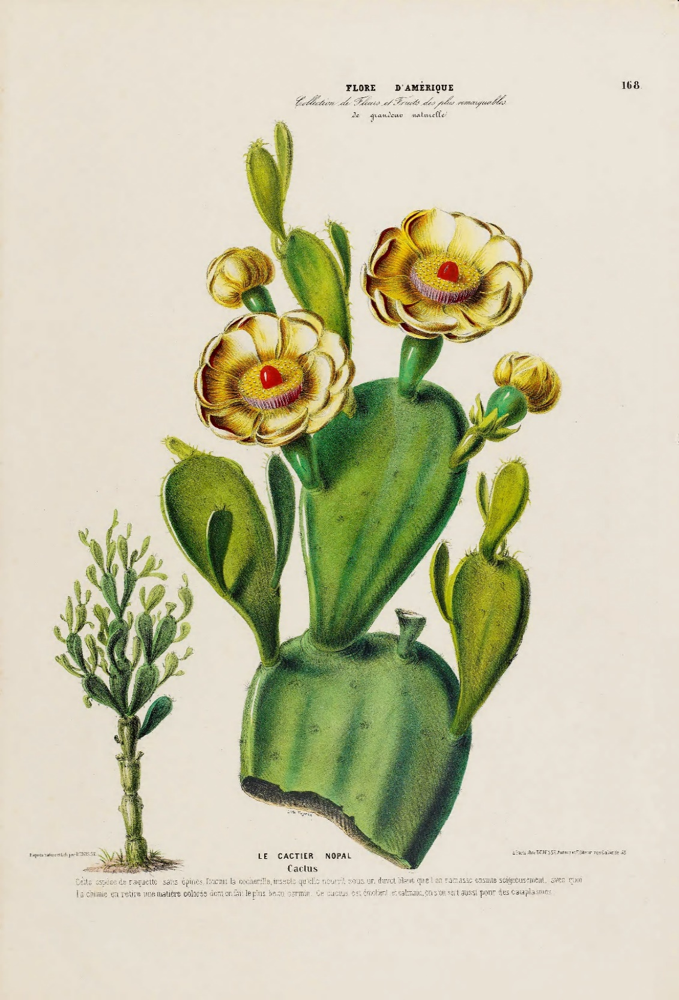 FLORE D'AMÉRIQUE
168
Collection de Fleurs et Fruits des plus remarquables
De grandeur naturelle
Lith. 
D'après nature et lith. par DENISSE
LE CACTIER NOPAL
A Paris chez DENISSE Auteur et Editeur rue Galande
Cactus
Cette espèce de raquette sans épines, fournit la cochenille, insecte qu'elle nourrit sous un duvet blanc que l'on ramasse ensuite soigneusement, avec quoi
la chimie en retire une matière colorée dont on fait le plus beau carmin. Ce cactus est émolient et calmant, on s'en sert aussi pour des cataplasmes.